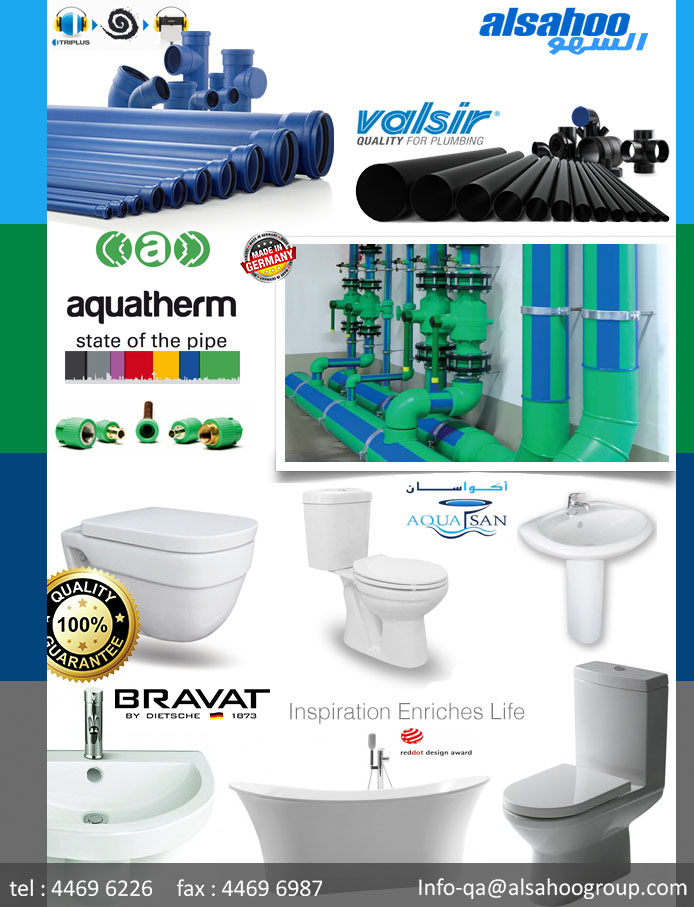 TRIPLUS
alsahoo
السهو
valsir®
QUALITY FOR PLUMBING
a
MADE IN
GERMANY
aquatherm
state of the pipe
أكواسان
AQUA SAN
QUALITY
100%
GUARANTEE
BRAVAT
BY DIETSCHE 1873
Inspiration Enriches Life
reddot design award
tel : 4469 6226 fax : 4469 6987 Info-qa@alsahoogroup.com